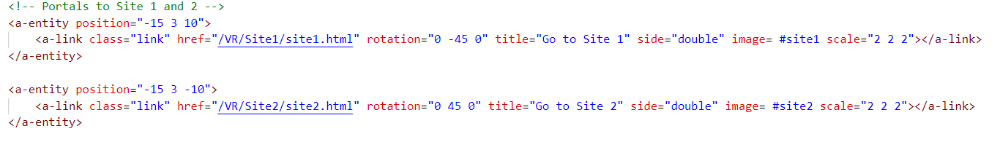 <!-- Portals to Site 1 and 2 -->
<a-entity position="-15 3 10">
    <a-link class="link" href="/VR/Site1/site1.html" rotation="0 -45 0" title="Go to Site 1" side="double" image= #site1 scale="2 2 2"></a-link>
</a-entity>

<a-entity position="-15 3 -10">
    <a-link class="link" href="/VR/Site2/site2.html" rotation="0 45 0" title="Go to Site 2" side="double" image= #site2 scale="2 2 2"></a-link>
</a-entity>